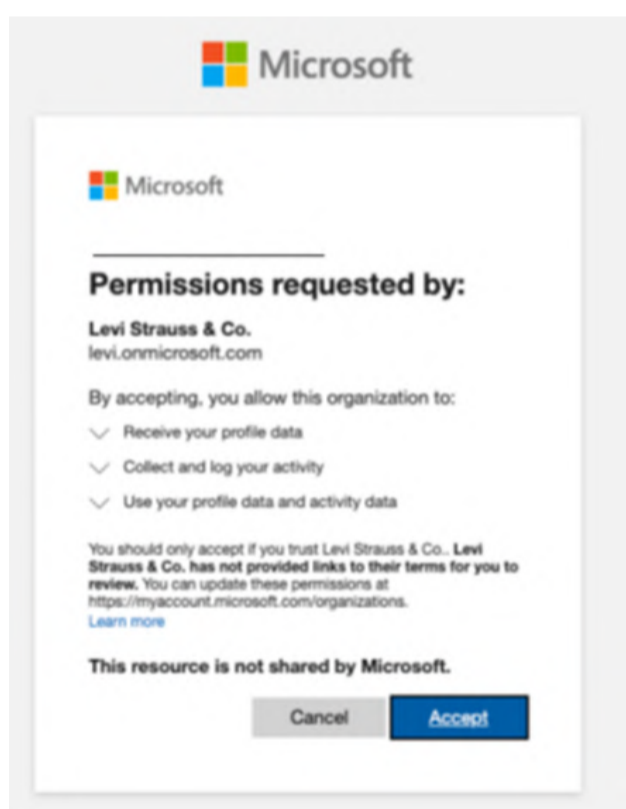 Microsoft
Microsoft
Permissions requested by:
Levi Strauss & Co.
levi.onmicrosoft.com
By accepting, you allow this organization to:
Receive your profile data
Collect and log your activity
Use your profile data and activity data
You should only accept if you trust Levi Strauss & Co.. Levi
Strauss & Co. has not provided links to their terms for you to
review. You can update these permissions at
https://myaccount.microsoft.com/organizations.
Learn more
This resource is not shared by Microsoft.
Cancel Accept